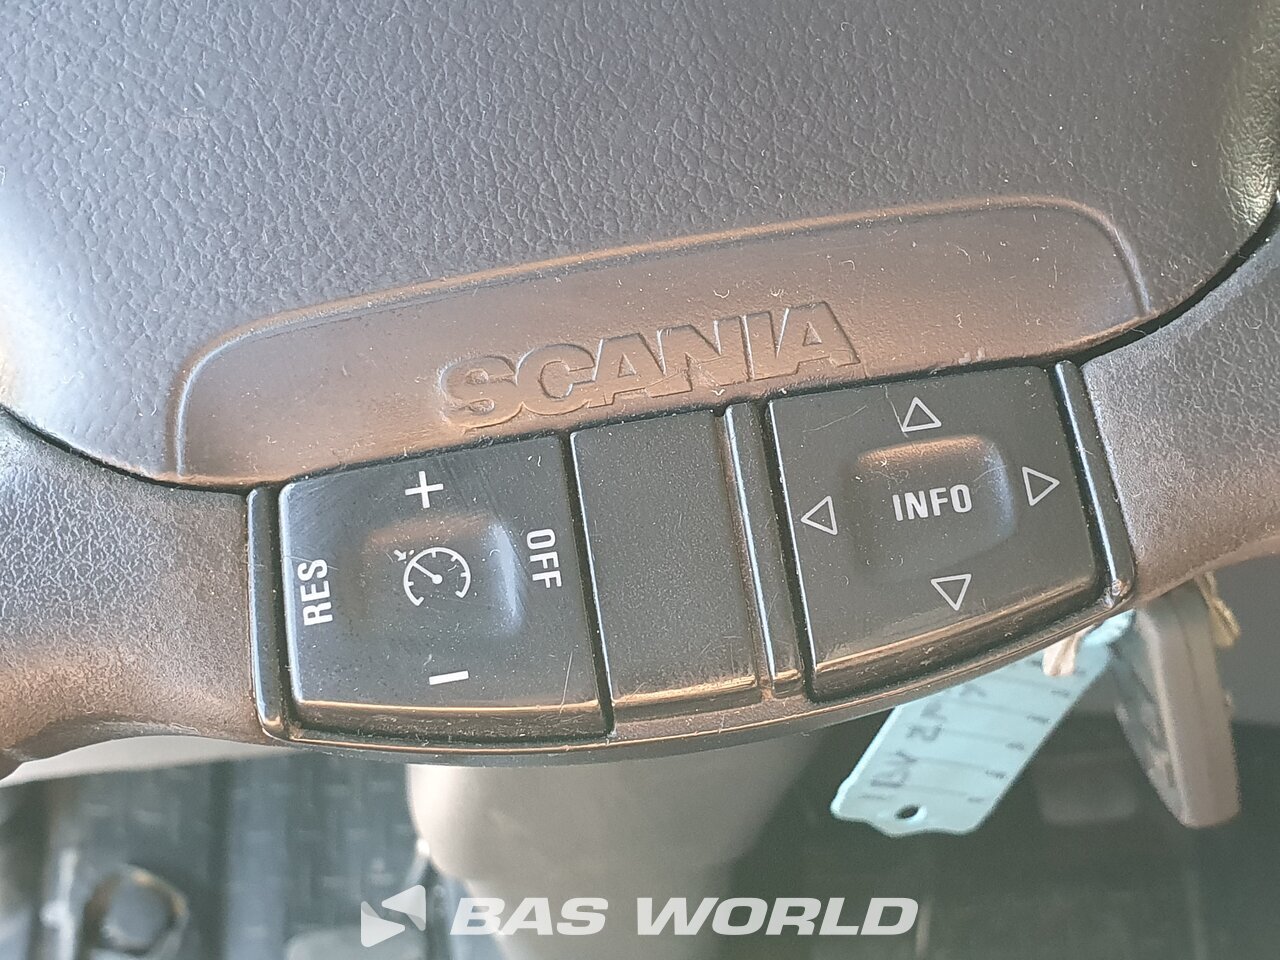 SCANIA
+
RES
OFF
−
INFO
BAS WORLD